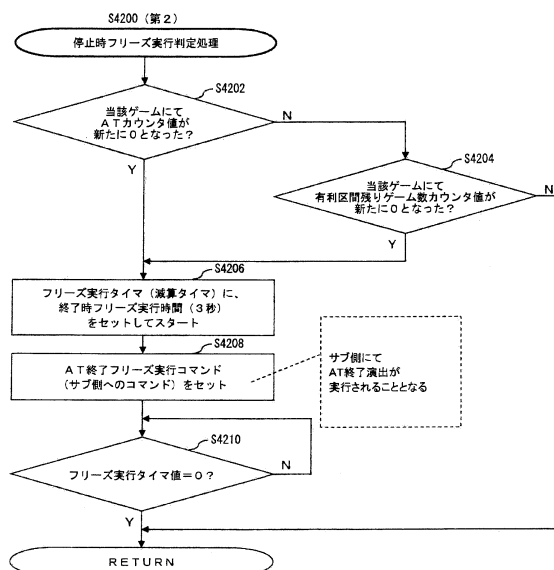 S4200（第２）
停止時フリーズ実行判定処理
S4202
当該ゲームにて
ＡＴカウンタ値が
新たに０となった？
N
Y
S4204
当該ゲームにて
有利区間残りゲーム数カウンタ値が
新たに０となった？
N
Y
S4206
フリーズ実行タイマ（減算タイマ）に、
終了時フリーズ実行時間（３秒）
をセットしてスタート
S4208
ＡＴ終了フリーズ実行コマンド
（サブ側へのコマンド）をセット
サブ側にて
AT終了演出が
実行されることとなる
S4210
フリーズ実行タイマ値＝０？
N
Y
ＲＥＴＵＲＮ